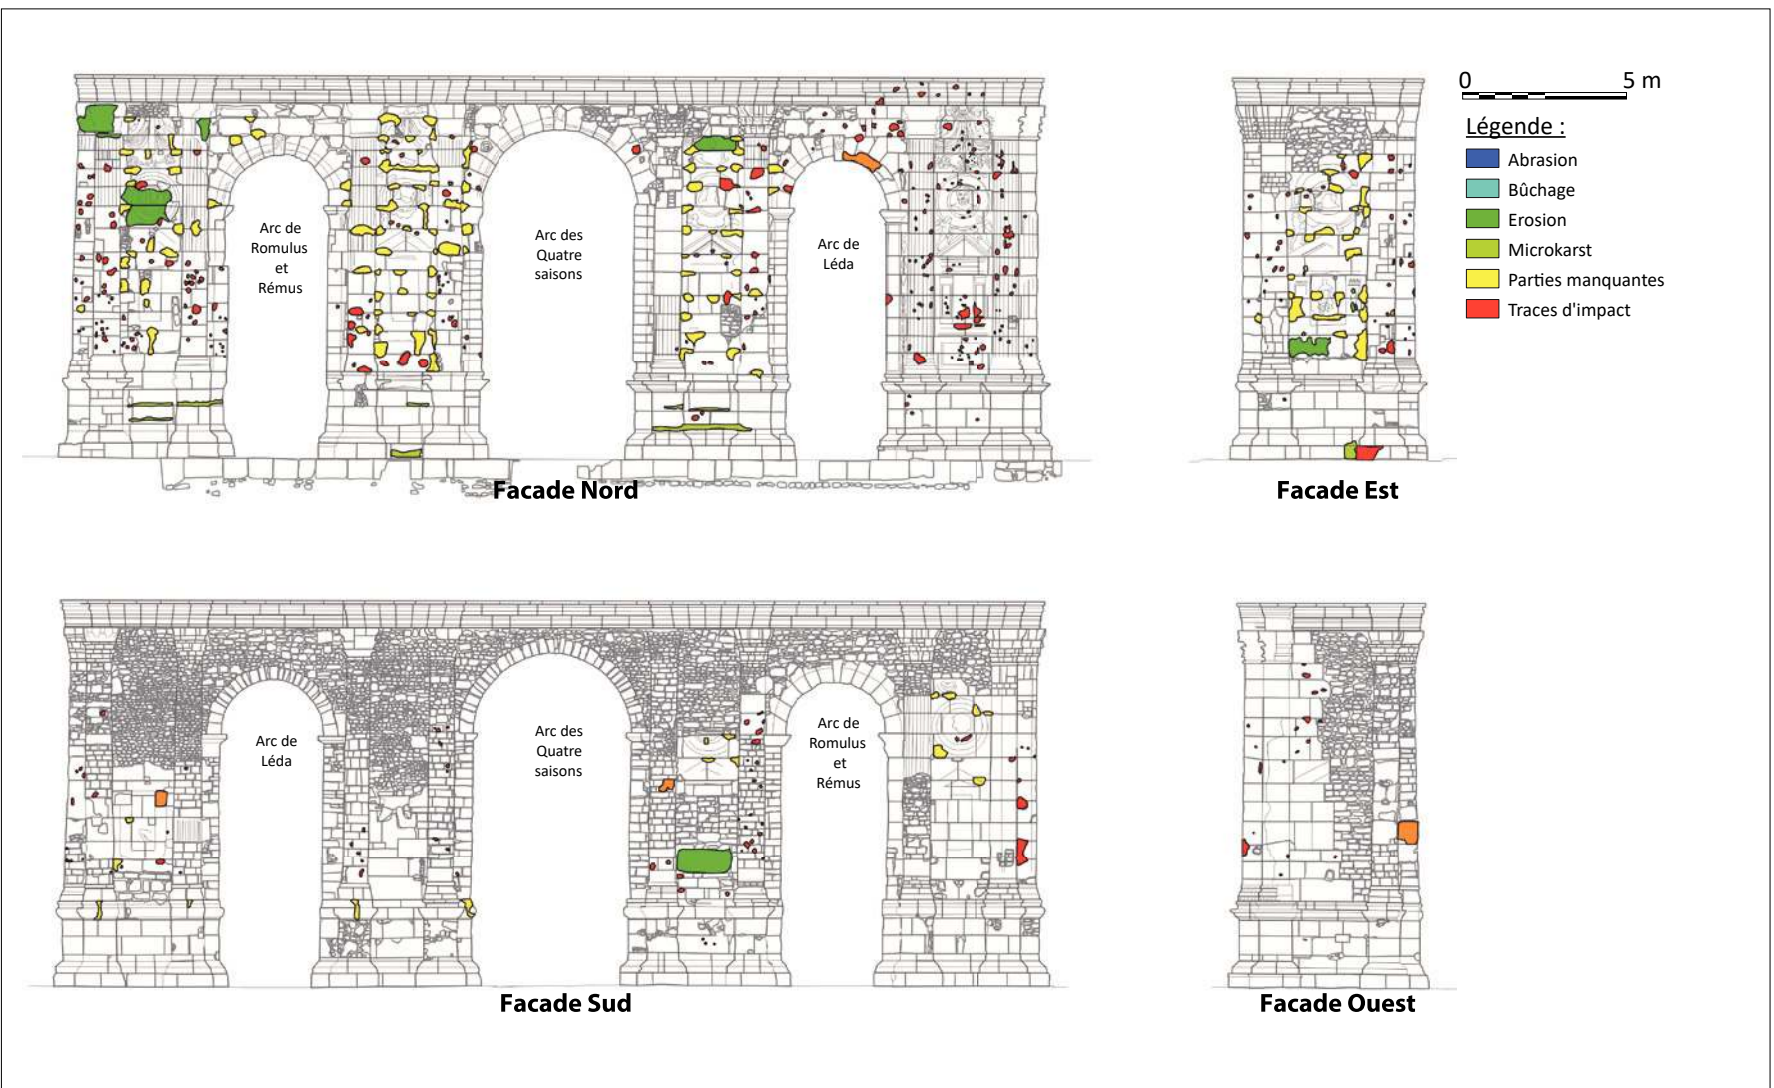 0 5 m
Légende :
Abrasion
Bûchage
Erosion
Microkarst
Parties manquantes
Traces d'impact
Arc de
Romulus
et
Rémus
Arc des
Quatre
saisons
Arc de
Léda
Facade Nord
Facade Est
Arc de
Léda
Arc des
Quatre
saisons
Arc de
Romulus
et
Rémus
Facade Sud
Facade Ouest